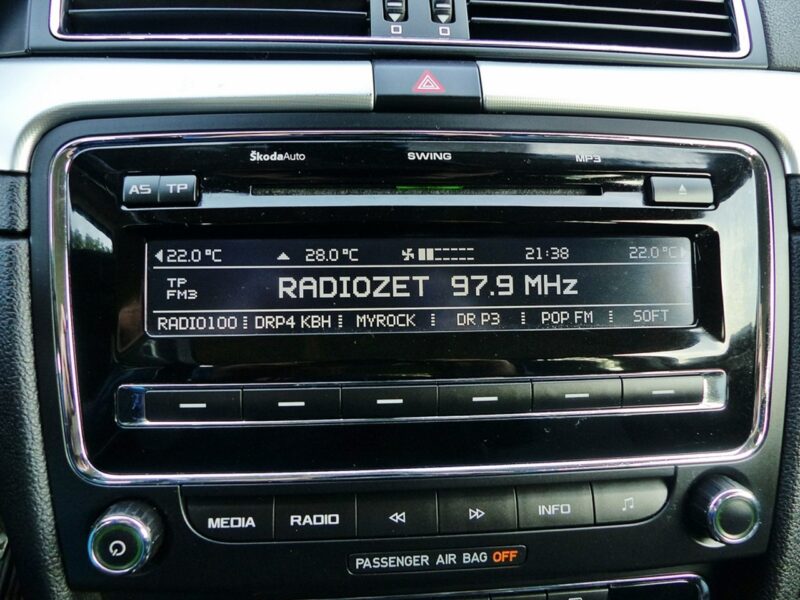 ŠkodaAuto SWING MP3
AS TP
22.0°C 28.0°C 21:38 22.0°C
TP
FM3
RADIOZET 97.9 MHz
RADIO100 DRP4 KBH MYROCK DR P3 POP FM SOFT
MEDIA RADIO INFO
PASSENGER AIR BAG OFF